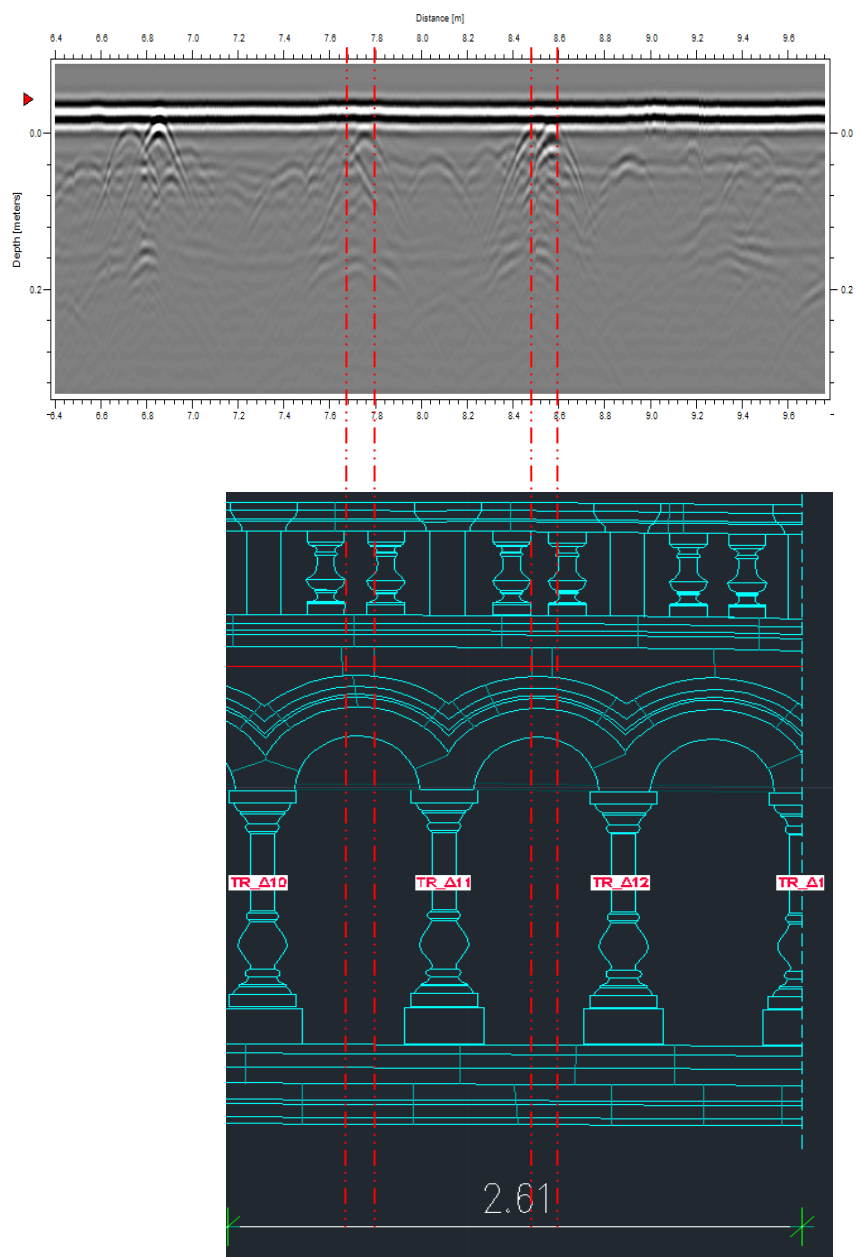 Distance [m]
6.4 6.6 6.8 7.0 7.2 7.4 7.6 7.8 8.0 8.2 8.4 8.6 8.8 9.0 9.2 9.4 9.6
0.0 0.0
Depth [meters]
0.2 0.2
6.4 6.6 6.8 7.0 7.2 7.4 7.6 7.8 8.0 8.2 8.4 8.6 8.8 9.0 9.2 9.4 9.6
TR_Δ10 TR_Δ11 TR_Δ12 TR_Δ1
2.61